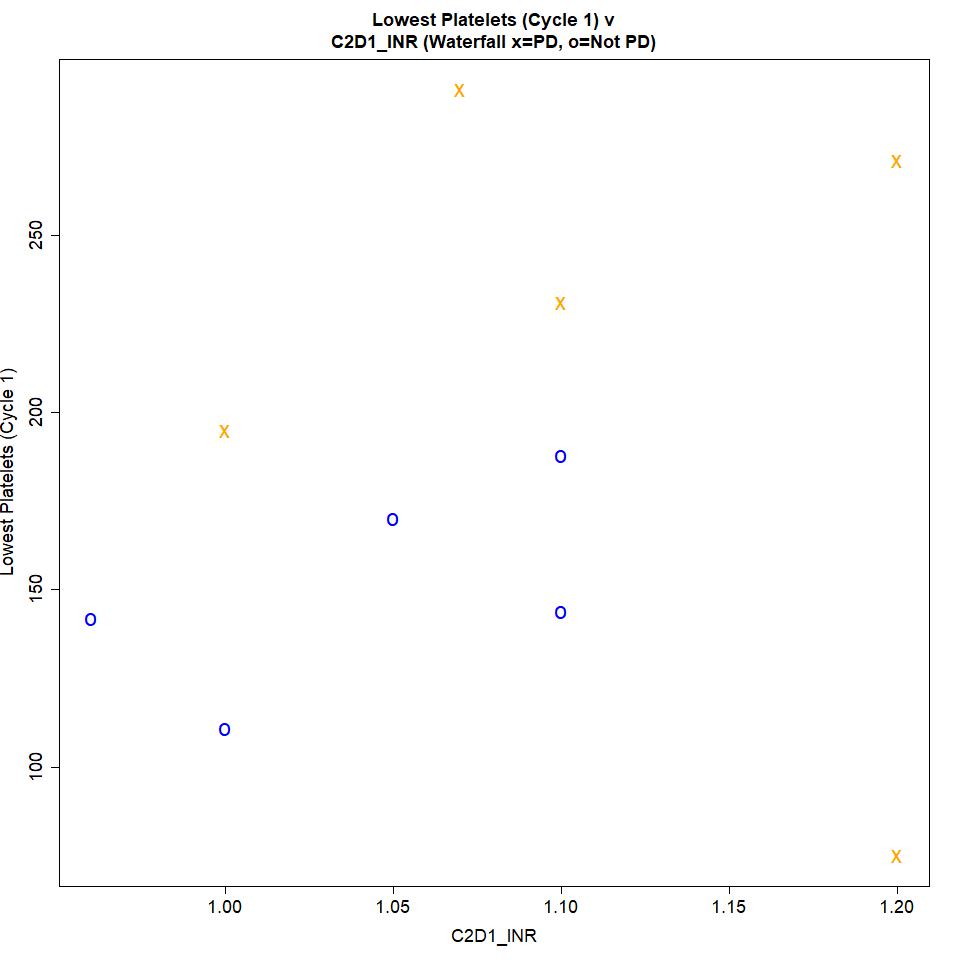 Lowest Platelets (Cycle 1) v
C2D1_INR (Waterfall x=PD, o=Not PD)
Lowest Platelets (Cycle 1)
250
200
150
100
X
X
X
X
O
O
O
O
O
X
1.00
1.05
1.10
1.15
1.20
C2D1_INR